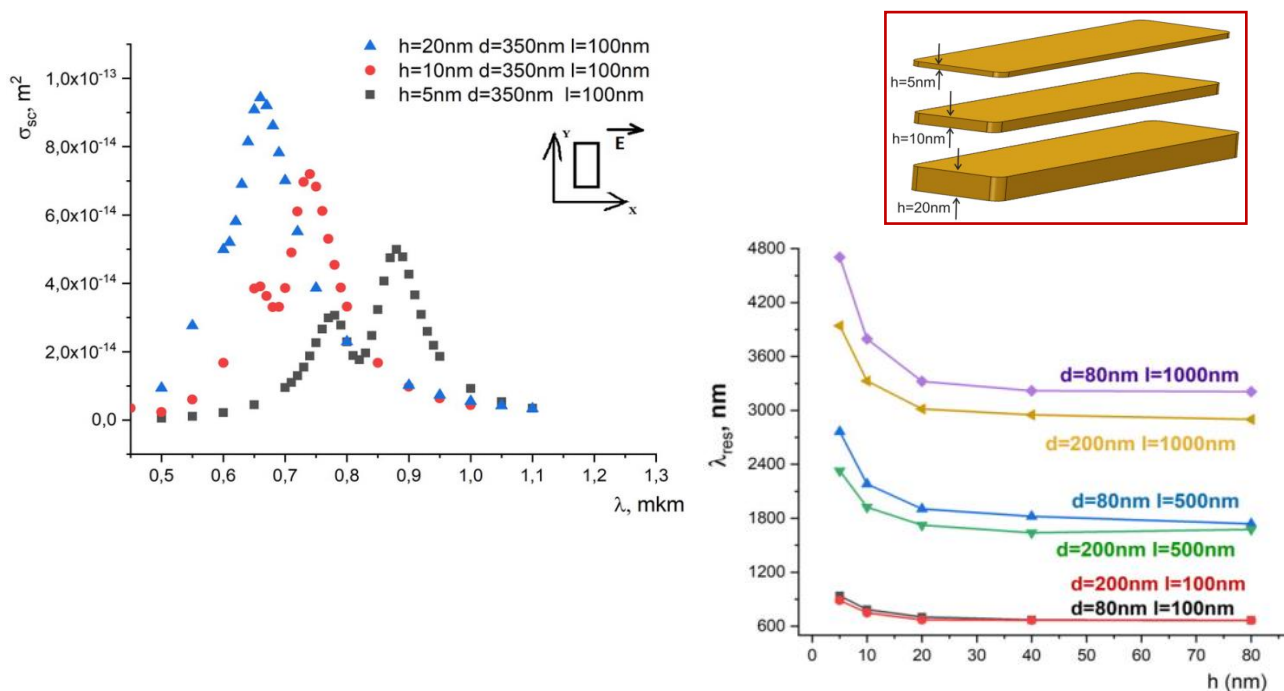 h=20nm d=350nm l=100nm
h=10nm d=350nm l=100nm
h=5nm d=350nm l=100nm
1,0x10⁻¹³
8,0x10⁻¹⁴
6,0x10⁻¹⁴
4,0x10⁻¹⁴
2,0x10⁻¹⁴
0,0
σsc, m²
Y
E
X
0,5 0,6 0,7 0,8 0,9 1,0 1,1 1,2 1,3
λ, mkm
h=5nm
h=10nm
h=20nm
4800
4200
3600
3000
2400
1800
1200
600
λres, nm
d=80nm l=1000nm
d=200nm l=1000nm
d=80nm l=500nm
d=200nm l=500nm
d=200nm l=100nm
d=80nm l=100nm
0 10 20 30 40 50 60 70 80
h (nm)